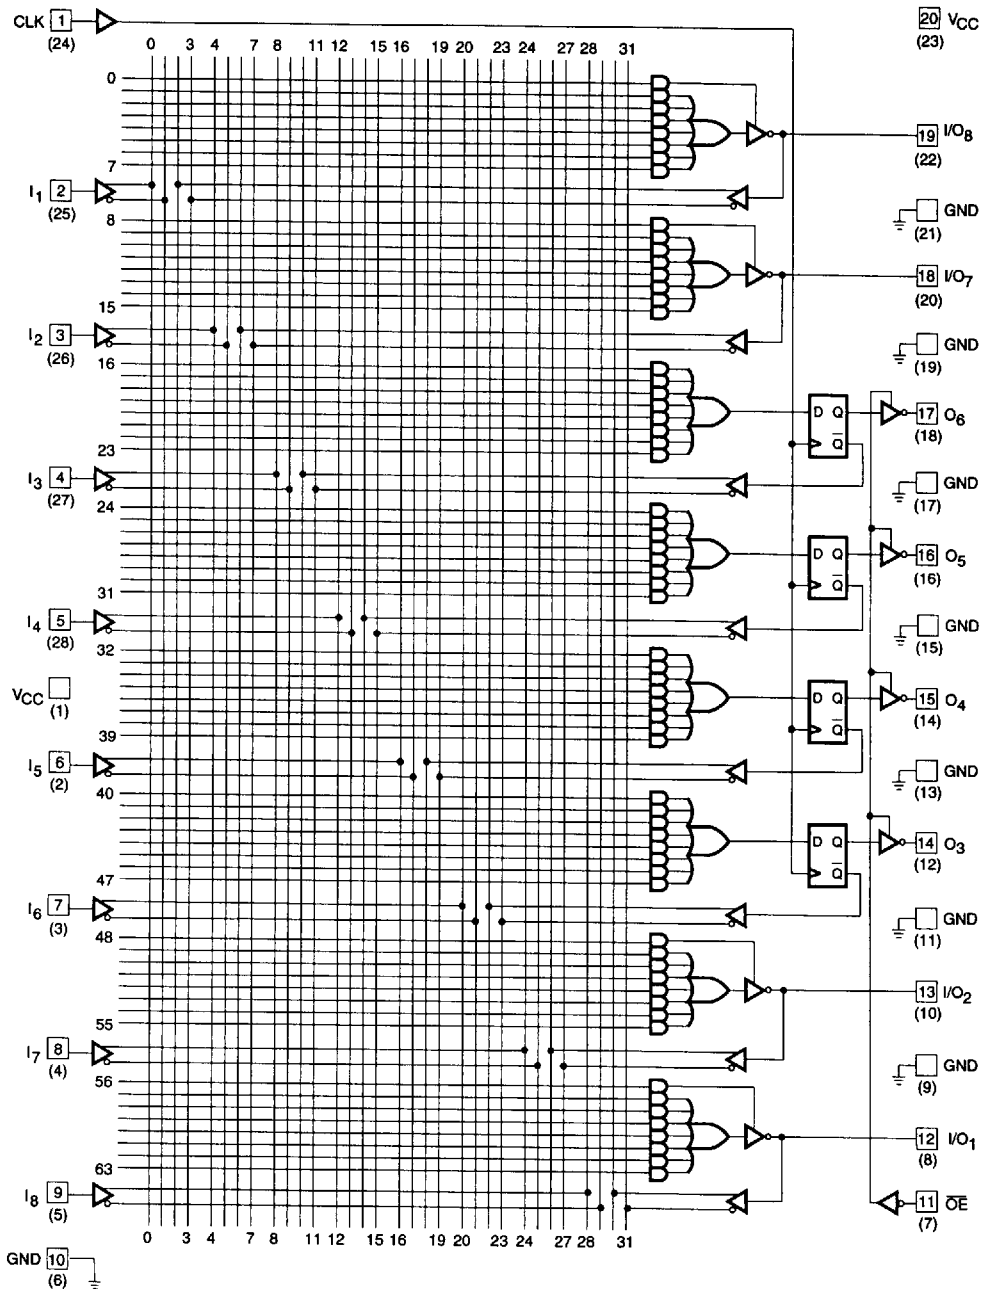 CLK 1 (24)
20 VCC (23)
0 3 4 7 8 11 12 15 16 19 20 23 24 27 28 31
0
7
19 I/O8 (22)
I1 2 (25)
GND (21)
8
15
18 I/O7 (20)
I2 3 (26)
GND (19)
16
23
D Q
Q̅
17 O6 (18)
I3 4 (27)
GND (17)
24
31
D Q
Q̅
16 O5 (16)
I4 5 (28)
GND (15)
32
39
VCC (1)
D Q
Q̅
15 O4 (14)
I5 6 (2)
GND (13)
40
47
D Q
Q̅
14 O3 (12)
I6 7 (3)
GND (11)
48
55
13 I/O2 (10)
I7 8 (4)
GND (9)
56
63
12 I/O1 (8)
I8 9 (5)
11 O̅E̅ (7)
0 3 4 7 8 11 12 15 16 19 20 23 24 27 28 31
GND 10 (6)